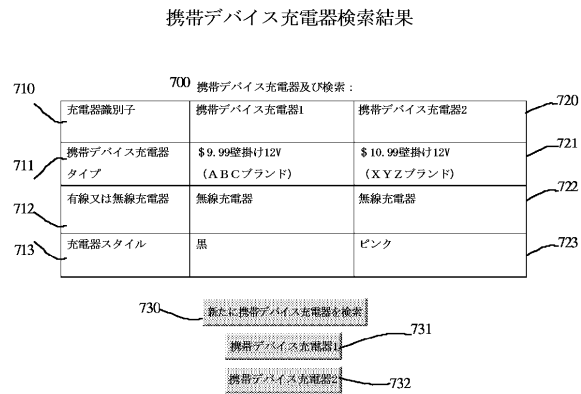 携帯デバイス充電器検索結果
700 携帯デバイス充電器及び検索：
710
充電器識別子 携帯デバイス充電器1 携帯デバイス充電器2
720
711
携帯デバイス充電器 ＄9.99壁掛け12V ＄10.99壁掛け12V
721
タイプ （ＡＢＣブランド） （ＸＹＺブランド）
712
有線又は無線充電器 無線充電器 無線充電器
722
713
充電器スタイル 黒 ピンク
723
730 新たに携帯デバイス充電器を検索
731
携帯デバイス充電器1
携帯デバイス充電器2 732